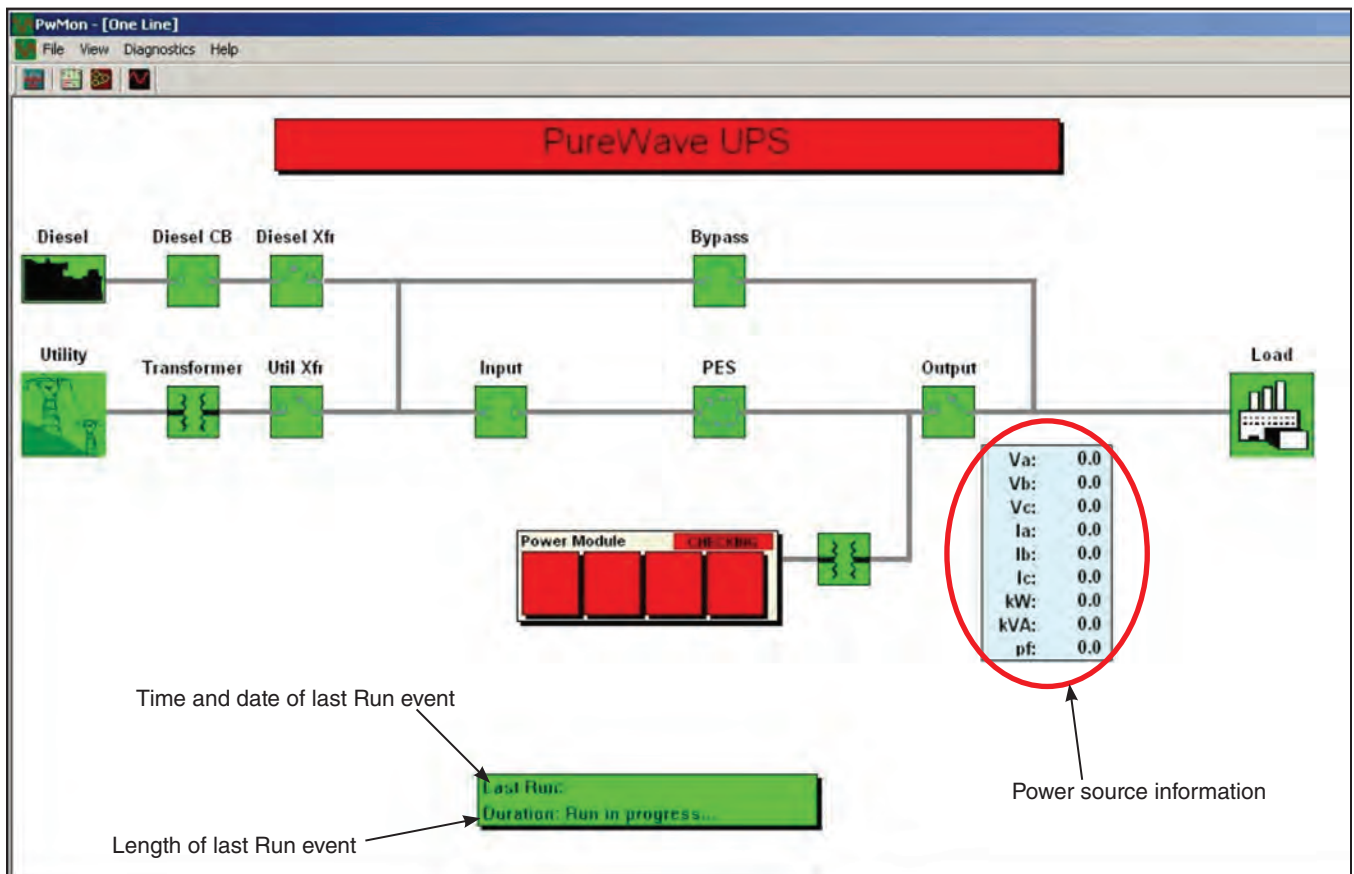 PwMon - [One Line]
File View Diagnostics Help
PureWave UPS
Diesel
Diesel CB
Diesel Xfr
Bypass
Utility
Transformer
Util Xfr
Input
PES
Output
Load
Va: 0.0
Vb: 0.0
Vc: 0.0
Ia: 0.0
Ib: 0.0
Ic: 0.0
kW: 0.0
kVA: 0.0
pf: 0.0
Power Module
CHECKING
Time and date of last Run event
Last Run:
Duration: Run in progress...
Length of last Run event
Power source information